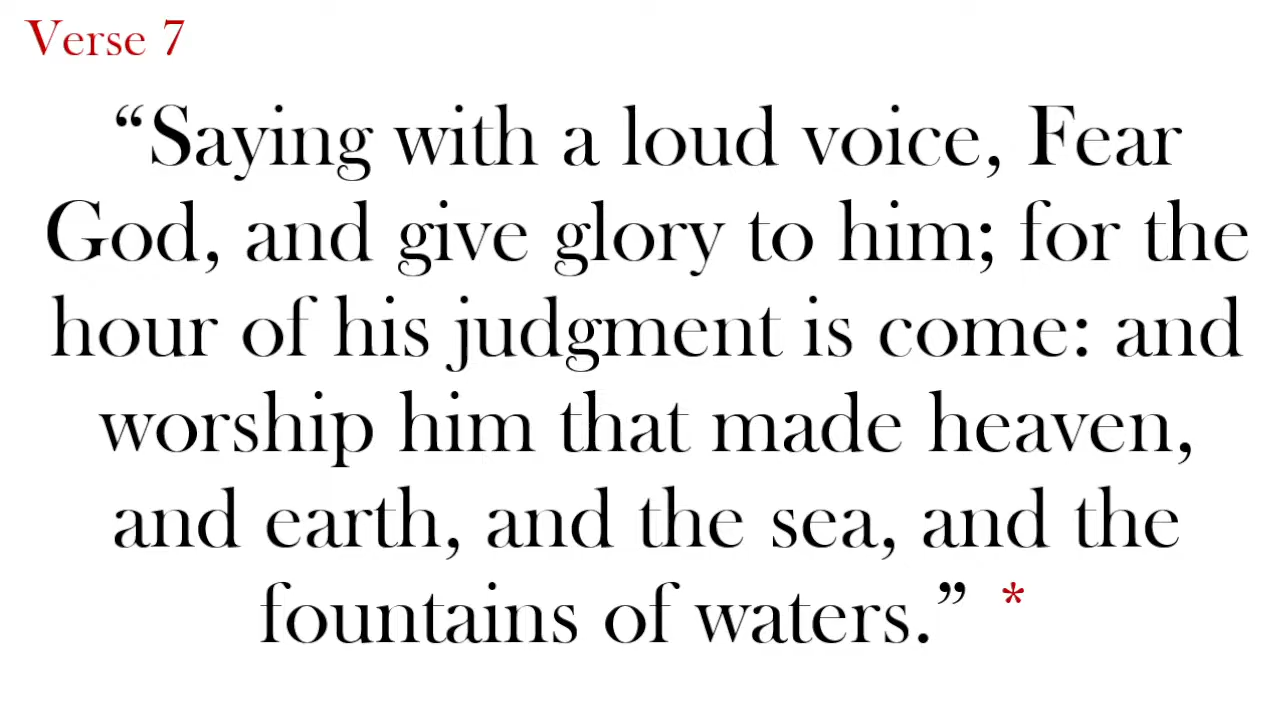 Verse 7
“Saying with a loud voice, Fear
God, and give glory to him; for the
hour of his judgment is come: and
worship him that made heaven,
and earth, and the sea, and the
fountains of waters.” *